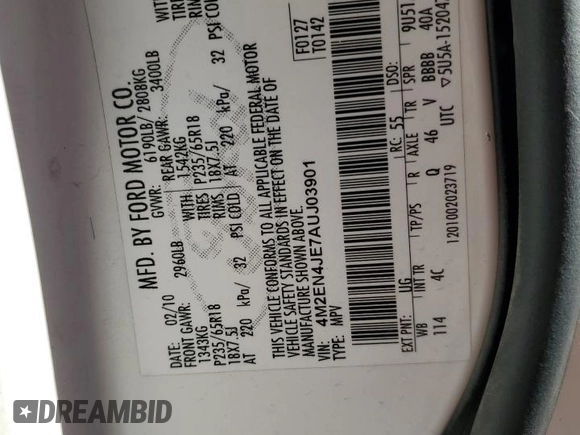 MFD. BY FORD MOTOR CO.
DATE: 02/10 GVWR: 6190LB/ 2808KG
FRONT GAWR: 2960LB REAR GAWR: 3400LB
1343KG WITH 1542KG WITH
P235/65R18 TIRES P235/65R18 TIRES
18X7.5J RIMS 18X7.5J RIMS
AT 220 kPa/ 32 PSI COLD AT 220 kPa/ 32 PSI COLD
THIS VEHICLE CONFORMS TO ALL APPLICABLE FEDERAL MOTOR
VEHICLE SAFETY STANDARDS IN EFFECT ON THE DATE OF
MANUFACTURE SHOWN ABOVE.
VIN: 4M2EN4JE7AUJ03901
TYPE: MPV
F0127
T0142
EXT PNT: UG RC: 55 DSO:
WB TR TP/PS R AXLE TR SPR
114 4C Q 46 V BBBB 40A
1201002023719 UTC ▽5U5A-15204
DREAMBID